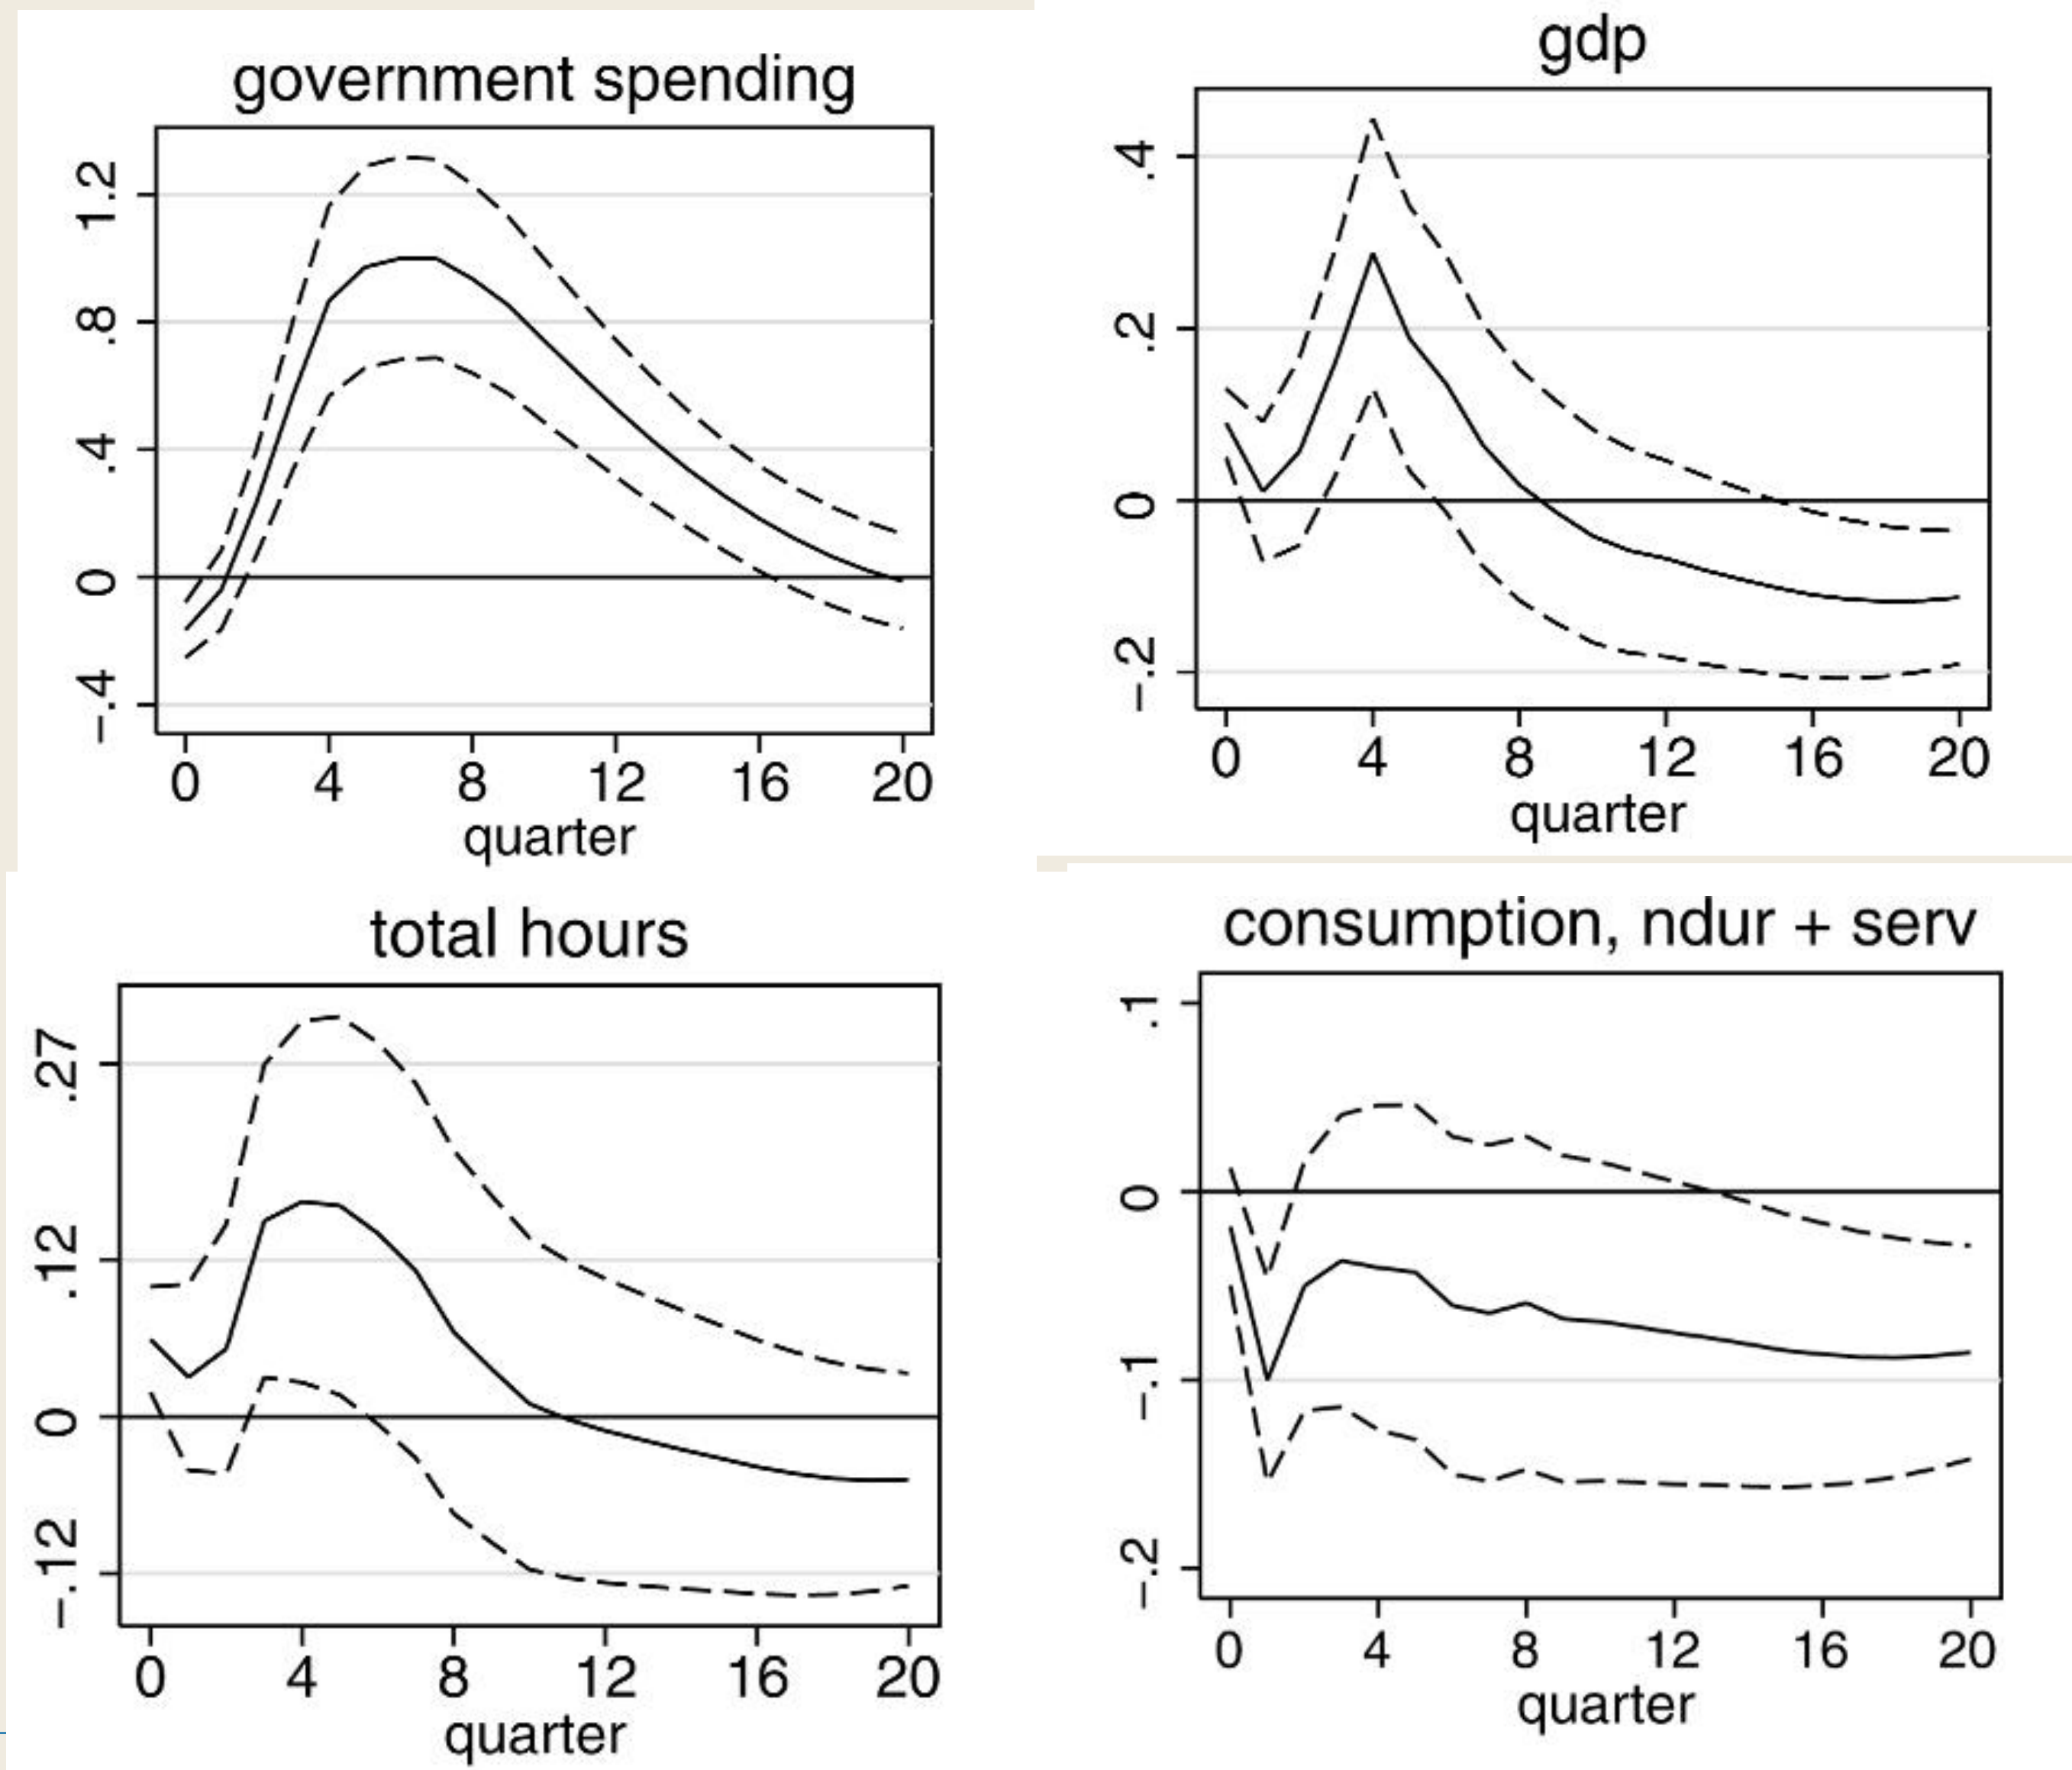 government spending
1.2
.8
.4
0
-.4
0 4 8 12 16 20
quarter
gdp
.4
.2
0
-.2
0 4 8 12 16 20
quarter
total hours
.27
.12
0
-.12
0 4 8 12 16 20
quarter
consumption, ndur + serv
.1
0
-.1
-.2
0 4 8 12 16 20
quarter